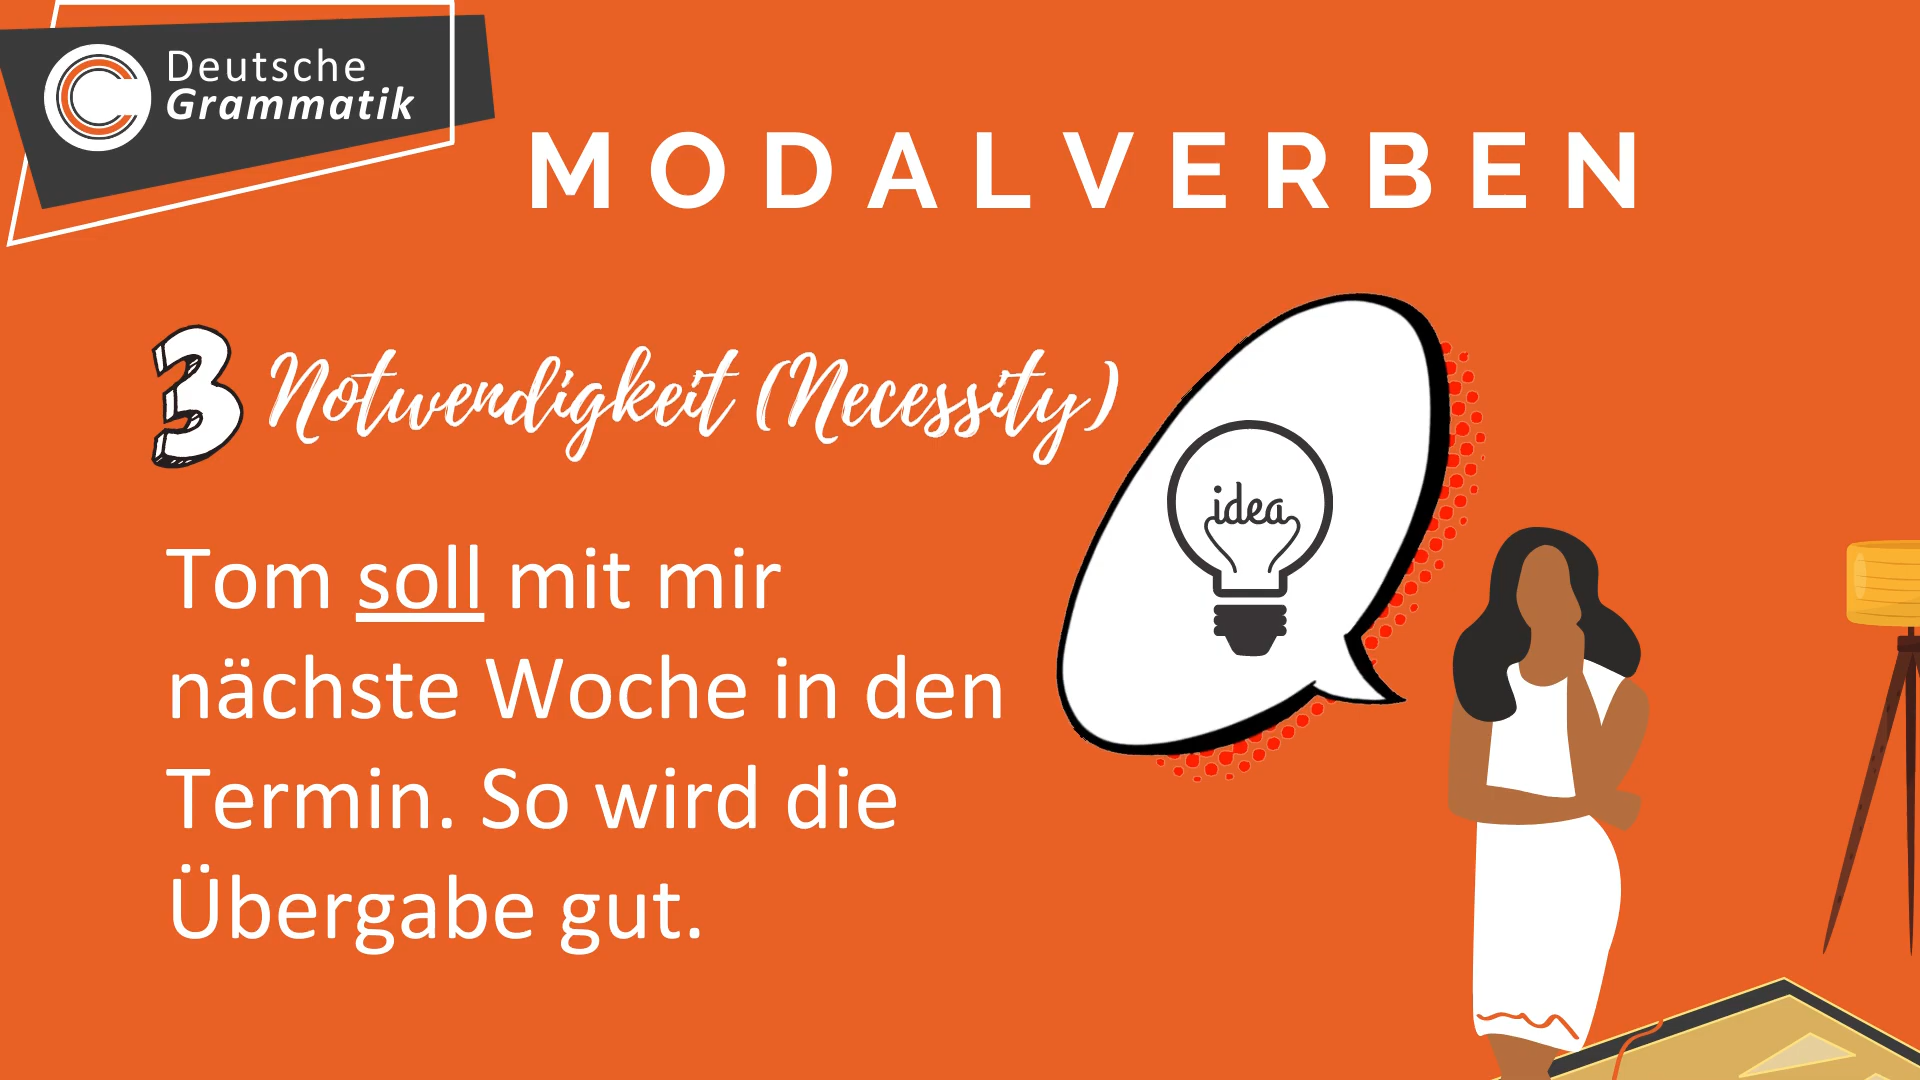 Deutsche
Grammatik
MODALVERBEN
3 Notwendigkeit (Necessity)
idea
Tom soll mit mir
nächste Woche in den
Termin. So wird die
Übergabe gut.